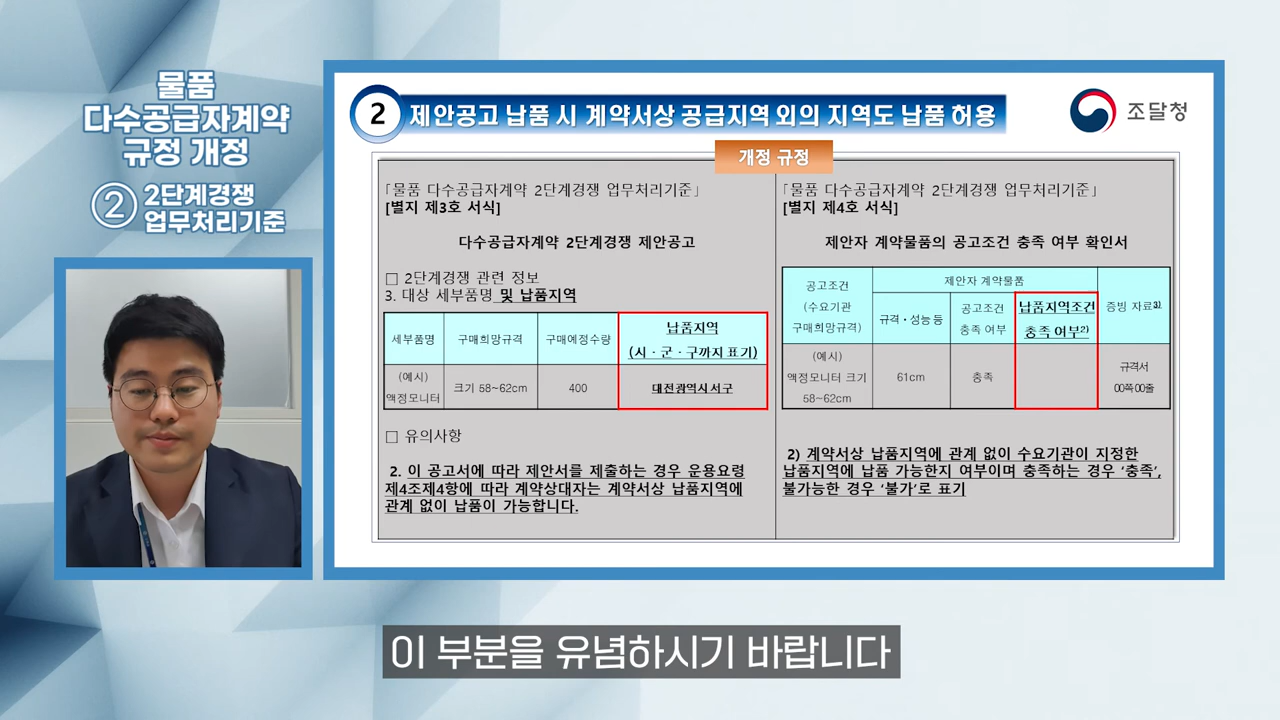 물품
다수공급자계약
규정 개정
② 2단계경쟁
업무처리기준
2 제안공고 납품 시 계약서상 공급지역 외의 지역도 납품 허용
조달청
개정 규정
「물품 다수공급자계약 2단계경쟁 업무처리기준」
[별지 제3호 서식]
다수공급자계약 2단계경쟁 제안공고
□ 2단계경쟁 관련 정보
3. 대상 세부품명 및 납품지역
세부품명 구매희망규격 구매예정수량 납품지역
(시·군·구까지 표기)
(예시)
액정모니터 크기 58~62cm 400 대전광역시 서구
□ 유의사항
2. 이 공고서에 따라 제안서를 제출하는 경우 운용요령
제4조제4항에 따라 계약상대자는 계약서상 납품지역에
관계 없이 납품이 가능합니다.
「물품 다수공급자계약 2단계경쟁 업무처리기준」
[별지 제4호 서식]
제안자 계약물품의 공고조건 충족 여부 확인서
공고조건
(수요기관
구매희망규격)
제안자 계약물품
규격·성능 등
공고조건
충족 여부
납품지역조건
충족 여부2)
증빙 자료3).
(예시)
액정모니터 크기
58~62cm
61cm
충족
규격서
00쪽 00줄
2) 계약서상 납품지역에 관계 없이 수요기관이 지정한
납품지역에 납품 가능한지 여부이며 충족하는 경우 '충족',
불가능한 경우 '불가'로 표기
이 부분을 유념하시기 바랍니다